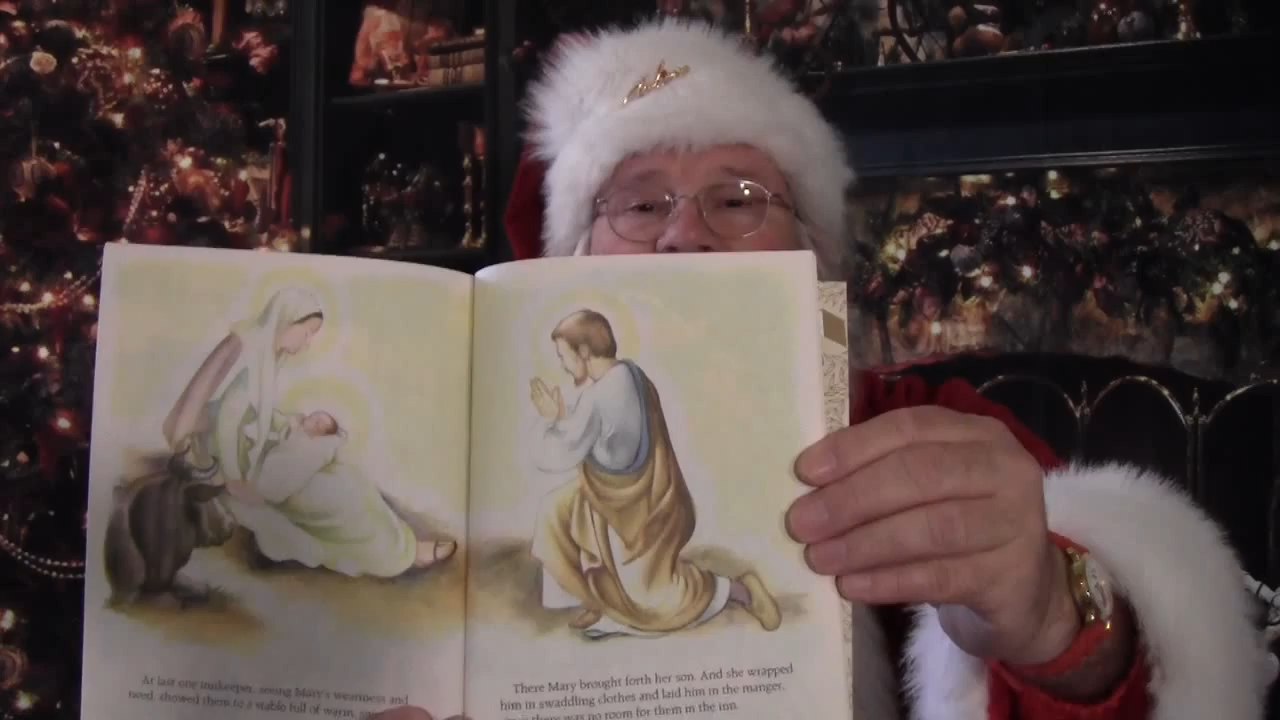 At last one innkeeper, seeing Mary's weariness and
need, showed them to a stable full of warm,
There Mary brought forth her son. And she wrapped
him in swaddling clothes and laid him in the manger,
there was no room for them in the inn.